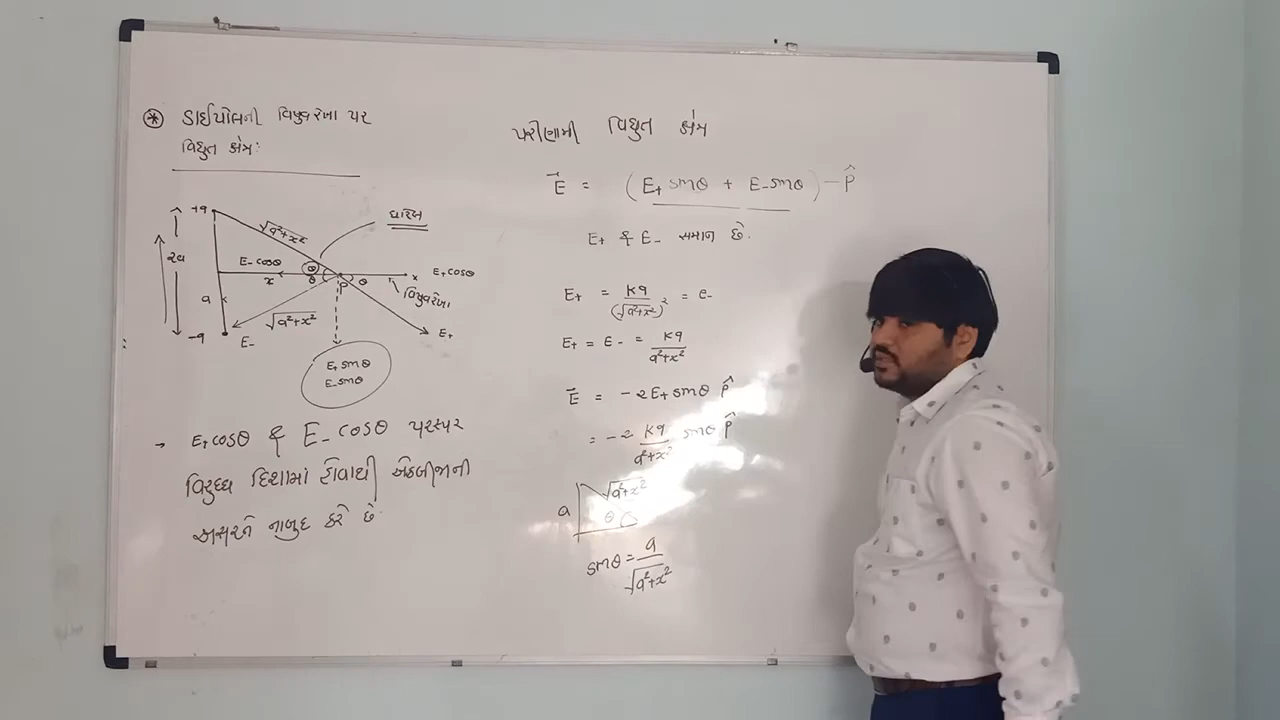 * ડાઈપોલની વિષુવરેખા પર
વિદ્યુત ક્ષેત્ર:
+q
√a²+x²
ધારિત
2a
E₋cosθ
x
θ
θ
P
θ
x
E₊cosθ
વિષુવરેખા
a
√a²+x²
-q
E₋
E₊
E₊ sinθ
E₋ sinθ
→ E₊cosθ & E₋ cosθ પરસ્પર
વિરુધ્ધ દિશામાં હોવાથી એકબીજાની
અસરને નાબુદ કરે છે.
પરીણામી વિદ્યુત ક્ષેત્ર
E⃗ = (E₊ sinθ + E₋ sinθ) - p̂
E₊ & E₋ સમાન છે.
E₊ = Kq/(√a²+x²)² = e₋
E₊ = E₋ = Kq/a²+x²
E⃗ = -2E₊ sinθ p̂
= -2 Kq/a²+x² sinθ p̂
a
√a²+x²
θ
sinθ = a/√a²+x²